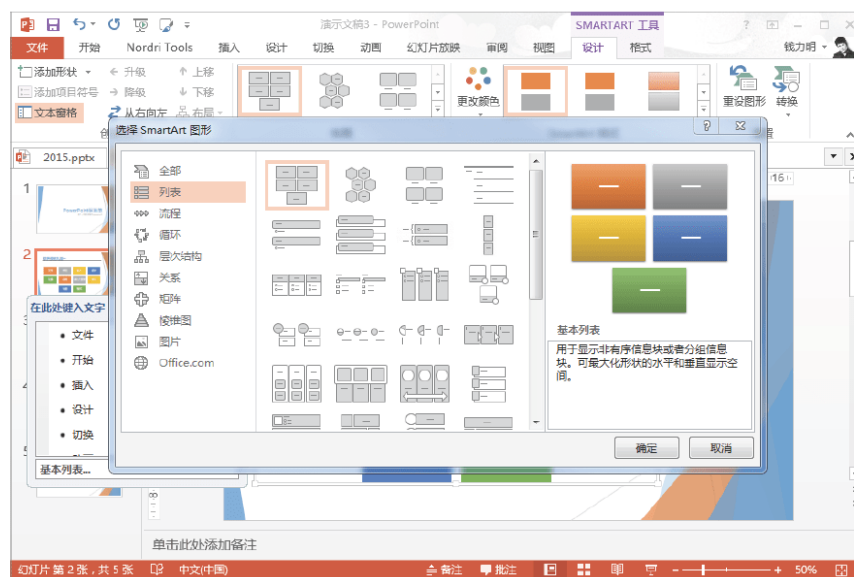 演示文稿3 - PowerPoint
SMARTART 工具
文件 开始 Nordri Tools 插入 设计 切换 动画 幻灯片放映 审阅 视图 设计 格式 钱力明
添加形状 升级 上移
添加项目符号 降级 下移
文本窗格 从右向左 布局
更改颜色
重设图形 转换
选择 SmartArt 图形
2015.pptx
全部
列表
流程
循环
层次结构
关系
矩阵
棱锥图
图片
Office.com
基本列表
用于显示非有序信息块或者分组信息
块。可最大化形状的水平和垂直显示空
间。
确定 取消
1
2
在此处键入文字
文件
开始
插入
设计
切换
基本列表...
16
8
单击此处添加备注
幻灯片 第 2 张，共 5 张 中文(中国) 备注 批注 50%